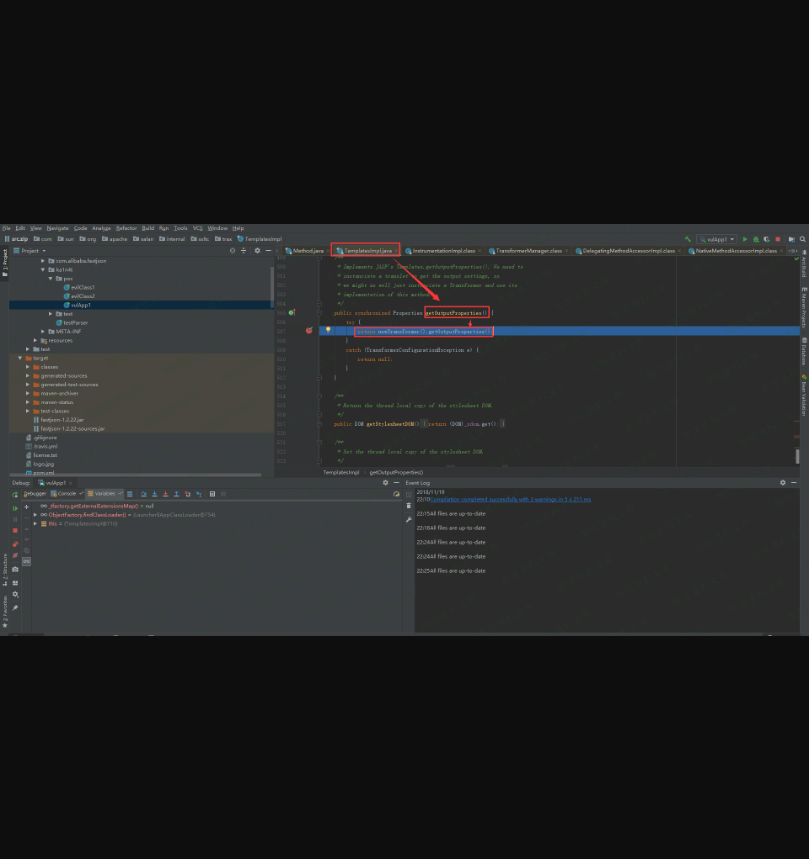 File Edit View Navigate Code Analyze Refactor Build Run Tools VCS Window Help
src.zip com sun org apache xalan internal xsltc trax TemplatesImpl
vulApp1
Project
Method.java TemplatesImpl.java InstrumentationImpl.class TransformerManager.class DelegatingMethodAccessorImpl.class NativeMethodAccessorImpl.class
com.alibaba.fastjson
ka1n4t
poc
evilClass1
evilClass2
vulApp1
test
testParser
META-INF
resources
test
target
classes
generated-sources
generated-test-sources
maven-archiver
maven-status
test-classes
fastjson-1.2.22.jar
fastjson-1.2.22-sources.jar
.gitignore
.travis.yml
license.txt
logo.jpg
pom.xml
* Implements JAXP's Templates.getOutputProperties(). We need to
* instanciate a translet to get the output settings, so
* we might as well just instanciate a Transformer and use its
* implementation of this method.
*/
public synchronized Properties getOutputProperties() {
try {
return newTransformer().getOutputProperties();
}
catch (TransformerConfigurationException e) {
return null;
}
}
/**
* Return the thread local copy of the stylesheet DOM.
*/
public DOM getStylesheetDOM() { return (DOM)_sdom.get(); }
/**
* Set the thread local copy of the stylesheet DOM.
*/
TemplatesImpl getOutputProperties()
Ant Build
Maven Projects
Database
Bean Validation
1: Project
Z: Structure
2: Favorites
Debug: vulApp1
Debugger Console Variables
_tfactory.getExternalExtensionsMap() = null
ObjectFactory.findClassLoader() = {Launcher$AppClassLoader@734}
this = {TemplatesImpl@719}
Event Log
2018/11/19
22:10 Compilation completed successfully with 2 warnings in 5 s 211 ms
22:15 All files are up-to-date
22:16 All files are up-to-date
22:24 All files are up-to-date
22:24 All files are up-to-date
22:25 All files are up-to-date